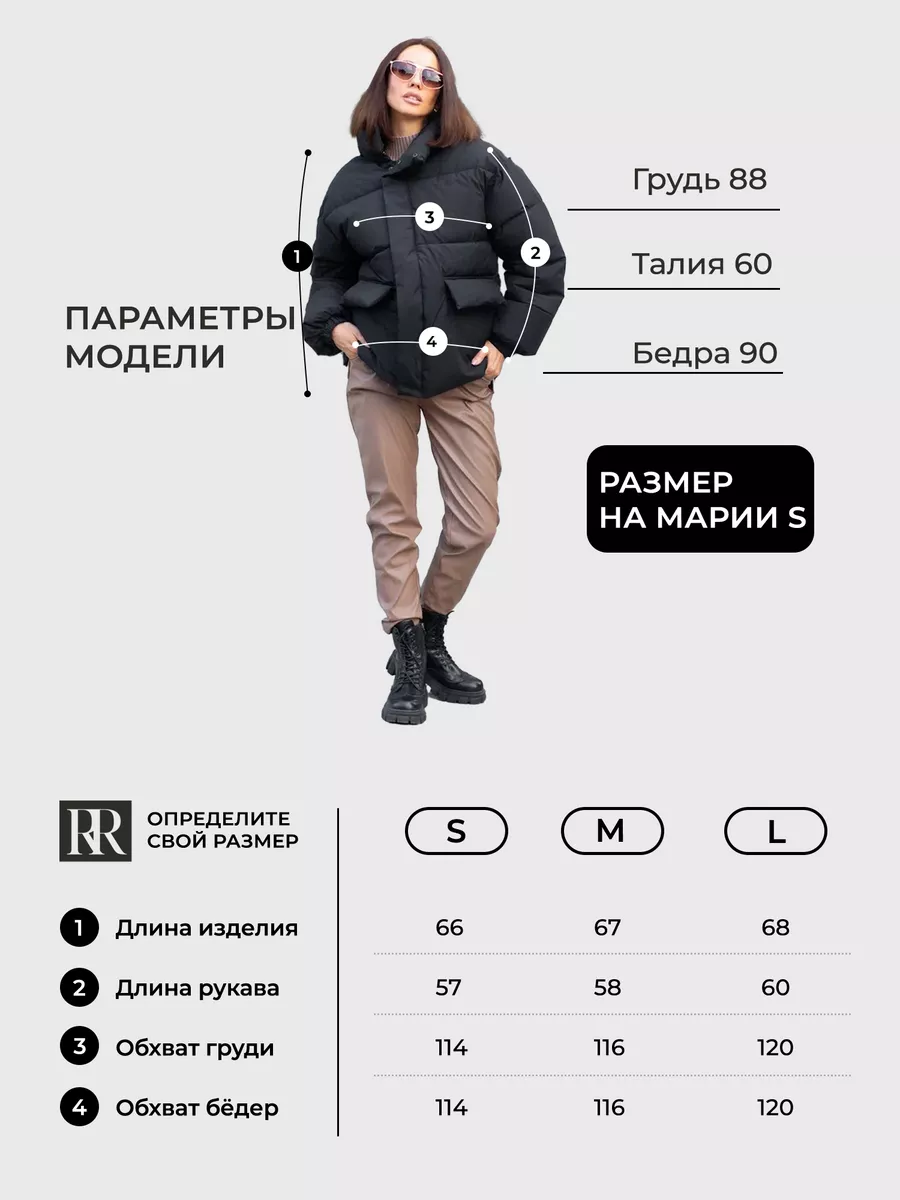 Грудь 88
3
1
2
Талия 60
ПАРАМЕТРЫ
МОДЕЛИ
4
Бедра 90
РАЗМЕР
НА МАРИИ S
RR
ОПРЕДЕЛИТЕ
СВОЙ РАЗМЕР
S M L
1 Длина изделия 66 67 68
2 Длина рукава 57 58 60
3 Обхват груди 114 116 120
4 Обхват бёдер 114 116 120